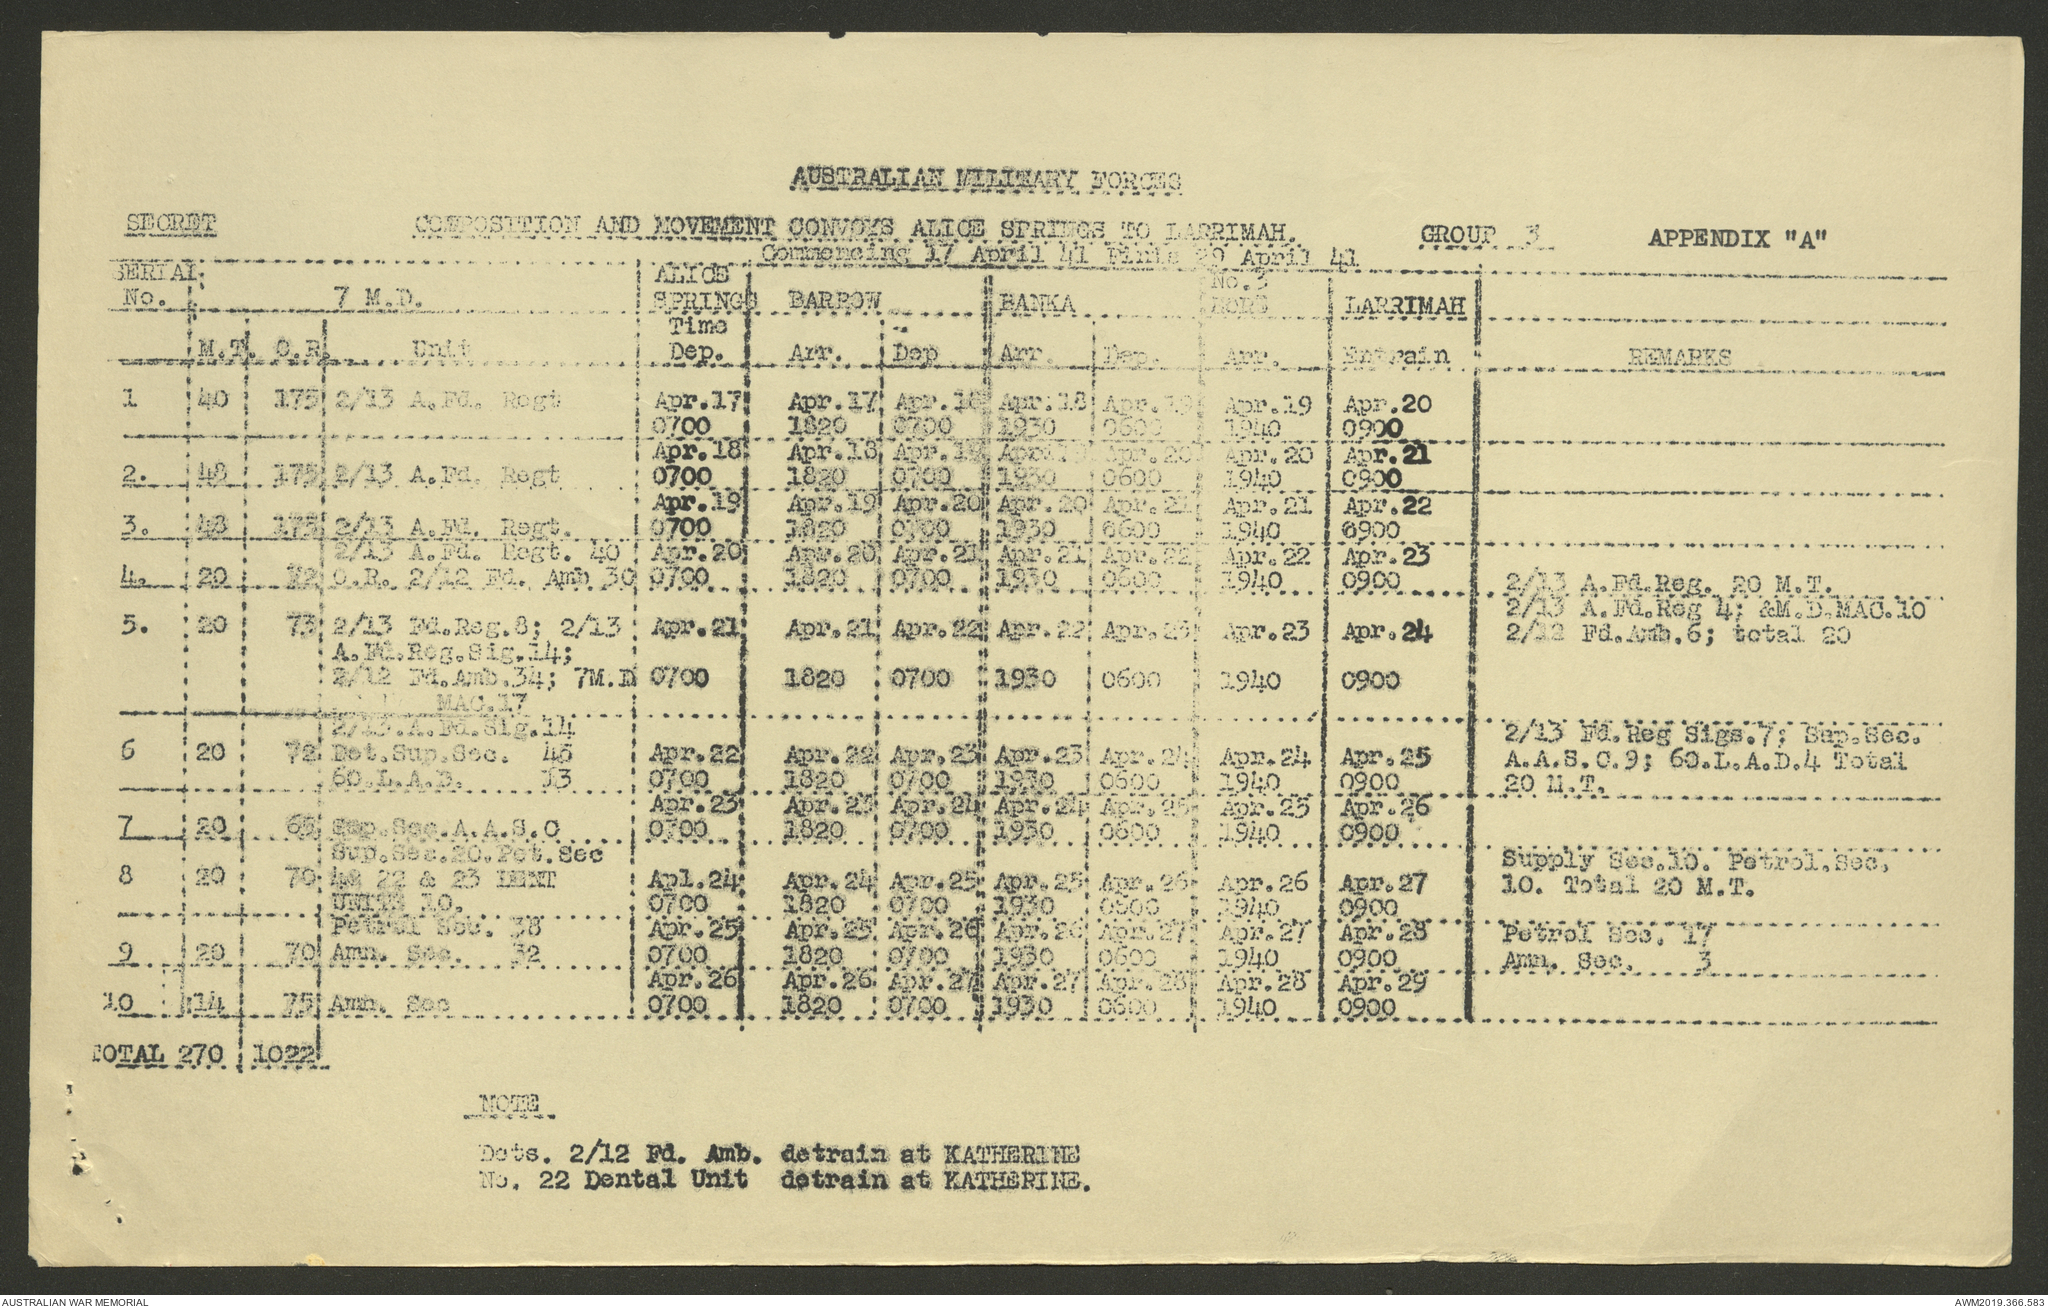 AUSTRALIAN MILITARY FORCES
SECRET COMPOSITION AND MOVEMENT CONVOYS ALICE SPRINGS TO LARRIMAH. GROUP 3 APPENDIX "A"
Commencing 17 April 41 Finis 29 April 41
SERIAL ALICE No.3
No. 7 M.D. SPRINGS BARROW BANKA BORE LARRIMAH
Time
M.T. O.R. Unit Dep. Arr. Dep Arr. Dep. Arr. Entrain REMARKS
1 40 175 2/13 A.Fd. Regt Apr.17 Apr.17 Apr.18 Apr.18 Apr.19 Apr.19 Apr.20
0700 1820 0700 1930 0600 1940 0900
Apr.18 Apr.18 Apr.19 Apr.19 Apr.20 Apr.20 Apr.21
2. 48 175 2/13 A.Fd. Regt 0700 1820 0700 1930 0600 1940 0900
Apr.19 Apr.19 Apr.20 Apr.20 Apr.21 Apr.21 Apr.22
3. 48 175 2/13 A.Fd. Regt. 0700 1820 0700 1930 0600 1940 0900
2/13 A.Fd. Regt. 40 Apr.20 Apr.20 Apr.21 Apr.21 Apr.22 Apr.22 Apr.23
4. 20 72 O.R. 2/12 Fd. Amb 30 0700 1820 0700 1930 0600 1940 0900 2/13 A.Fd.Reg. 20 M.T.
2/13 A.Fd.Reg 4; &M.D.MAC.10
5. 20 73 2/13 Fd.Reg.8; 2/13 Apr.21 Apr.21 Apr.22 Apr.22 Apr.23 Apr.23 Apr.24 2/12 Fd.Amb.6; total 20
A.Fd.Reg.Sig.14;
2/12 Fd.Amb.34; 7M.D 0700 1820 0700 1930 0600 1940 0900
MAC.17
2/13.A.Fd.Sig.14 2/13 Fd.Reg Sigs.7; Sup.Sec.
6 20 72 Det.Sup.Sec. 45 Apr.22 Apr.22 Apr.23 Apr.23 Apr.24 Apr.24 Apr.25 A.A.S.C.9; 60.L.A.D.4 Total
60.L.A.D. 13 0700 1820 0700 1930 0600 1940 0900 20 M.T.
Apr.23 Apr.23 Apr.24 Apr.24 Apr.25 Apr.25 Apr.26
7 20 65 Sup.Sec.A.A.S.C 0700 1820 0700 1930 0600 1940 0900
Sup.Sec.20.Pet.Sec Supply Sec.10. Petrol.Sec.
8 20 70 22 & 23 DENT Apl.24 Apr.24 Apr.25 Apr.25 Apr.26 Apr.26 Apr.27 10. Total 20 M.T.
UNITS 10. 0700 1820 0700 1930 0600 1940 0900
Petrol Sec. 38 Apr.25 Apr.25 Apr.26 Apr.26 Apr.27 Apr.27 Apr.28 Petrol Sec. 17
9 20 70 Amn. Sec. 32 0700 1820 0700 1930 0600 1940 0900 Amn. Sec. 3
Apr.26 Apr.26 Apr.27 Apr.27 Apr.28 Apr.28 Apr.29
10 14 75 Amn. Sec 0700 1820 0700 1930 0600 1940 0900
TOTAL 270 1022
NOTE
Dets. 2/12 Fd. Amb. detrain at KATHERINE
No. 22 Dental Unit detrain at KATHERINE.
AUSTRALIAN WAR MEMORIAL AWM2019.366.583